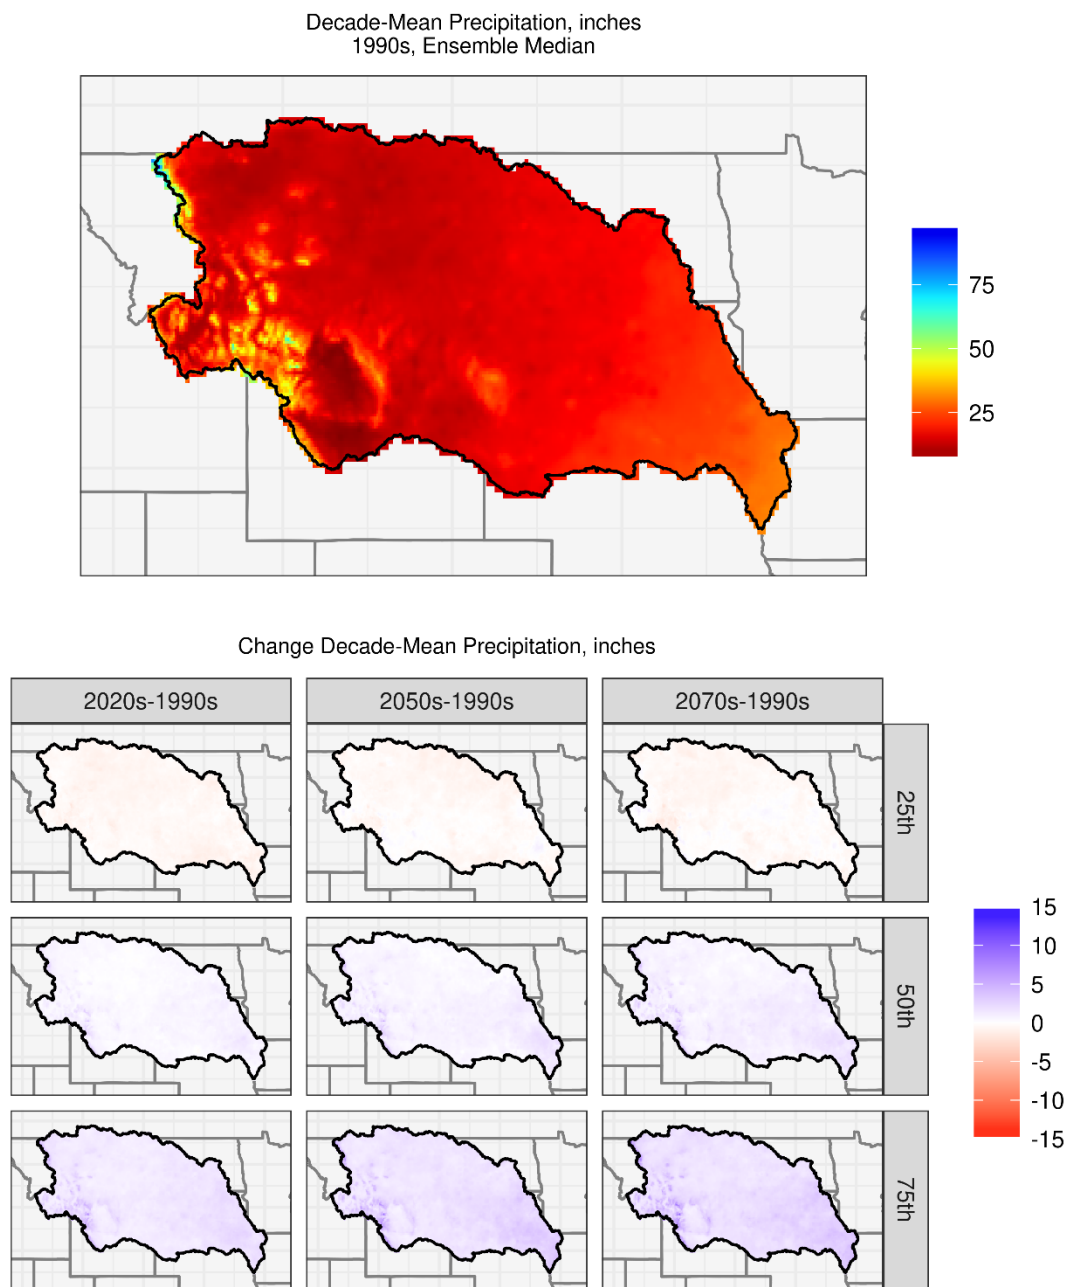 Decade-Mean Precipitation, inches
1990s, Ensemble Median
75
50
25
Change Decade-Mean Precipitation, inches
2020s-1990s
2050s-1990s
2070s-1990s
25th
50th
75th
15
10
5
0
-5
-10
-15